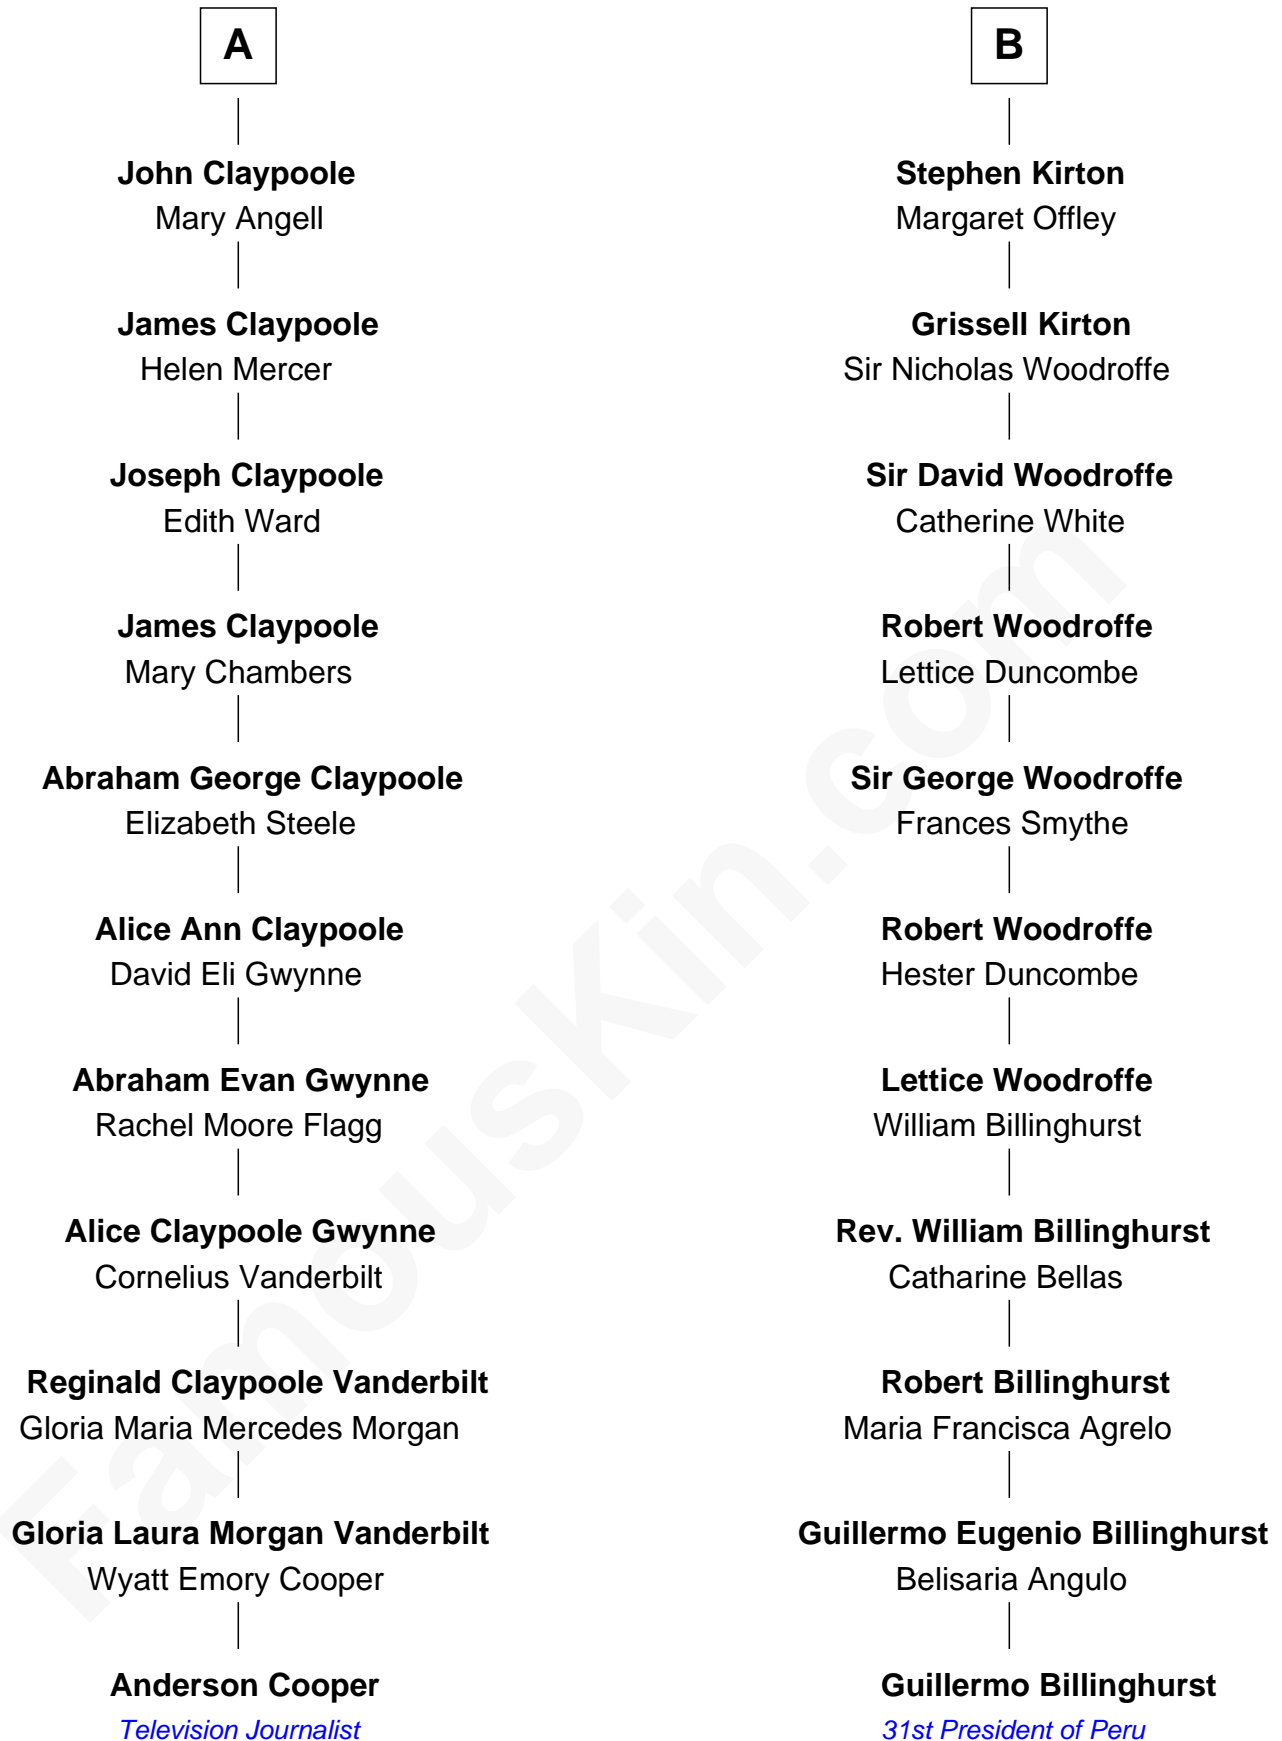 A
John Claypoole
Mary Angell
James Claypoole
Helen Mercer
Joseph Claypoole
Edith Ward
James Claypoole
Mary Chambers
Abraham George Claypoole
Elizabeth Steele
Alice Ann Claypoole
David Eli Gwynne
Abraham Evan Gwynne
Rachel Moore Flagg
Alice Claypoole Gwynne
Cornelius Vanderbilt
Reginald Claypoole Vanderbilt
Gloria Maria Mercedes Morgan
Gloria Laura Morgan Vanderbilt
Wyatt Emory Cooper
Anderson Cooper
Television Journalist
B
Stephen Kirton
Margaret Offley
Grissell Kirton
Sir Nicholas Woodroffe
Sir David Woodroffe
Catherine White
Robert Woodroffe
Lettice Duncombe
Sir George Woodroffe
Frances Smythe
Robert Woodroffe
Hester Duncombe
Lettice Woodroffe
William Billinghurst
Rev. William Billinghurst
Catharine Bellas
Robert Billinghurst
Maria Francisca Agrelo
Guillermo Eugenio Billinghurst
Belisaria Angulo
Guillermo Billinghurst
31st President of Peru
FamousKin.com